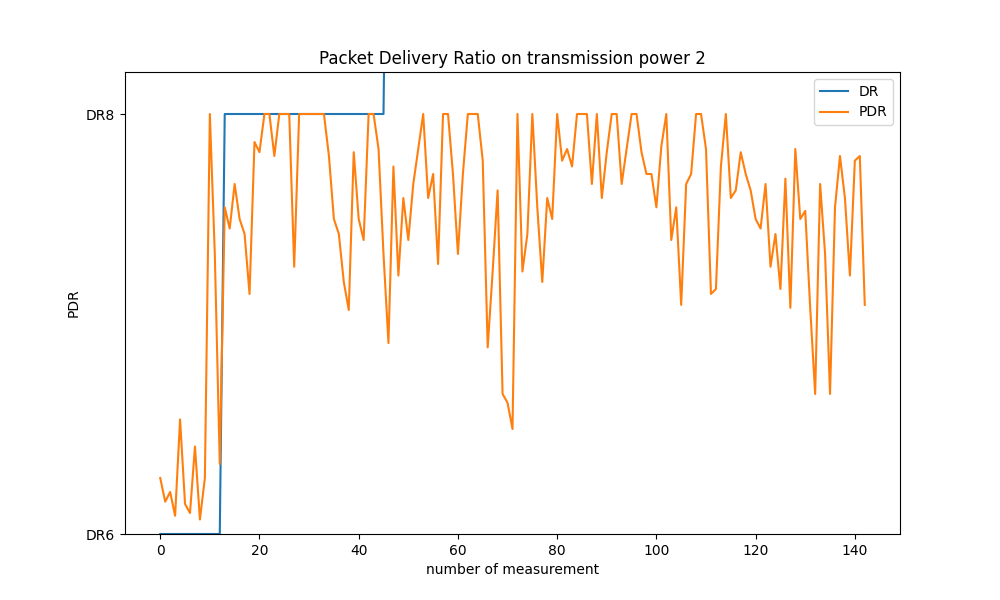 Packet Delivery Ratio on transmission power 2
DR
PDR
DR8
PDR
DR6
0 20 40 60 80 100 120 140
number of measurement